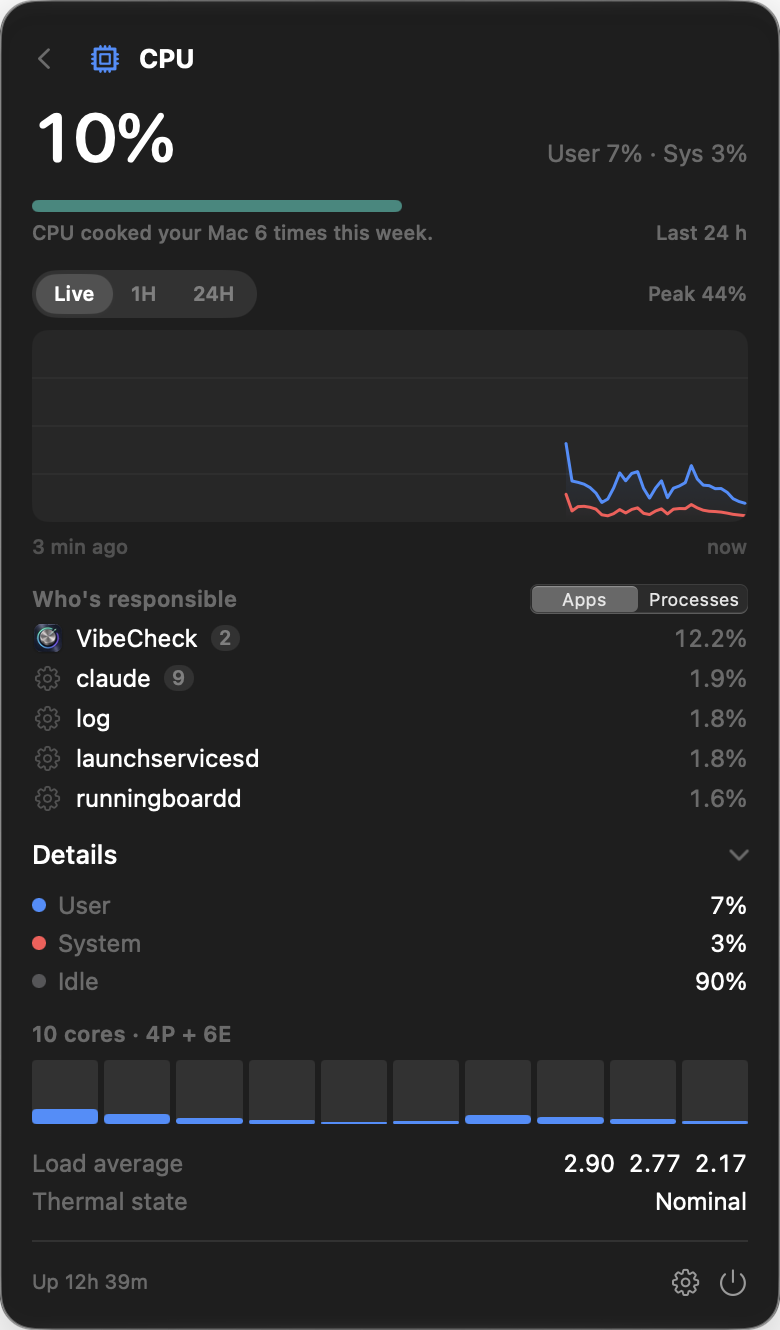 CPU
10%
User 7% · Sys 3%
CPU cooked your Mac 6 times this week.
Last 24 h
Live 1H 24H
Peak 44%
3 min ago
now
Who's responsible
Apps Processes
VibeCheck 2 12.2%
claude 9 1.9%
log 1.8%
launchservicesd 1.8%
runningboardd 1.6%
Details
User 7%
System 3%
Idle 90%
10 cores · 4P + 6E
Load average 2.90 2.77 2.17
Thermal state Nominal
Up 12h 39m